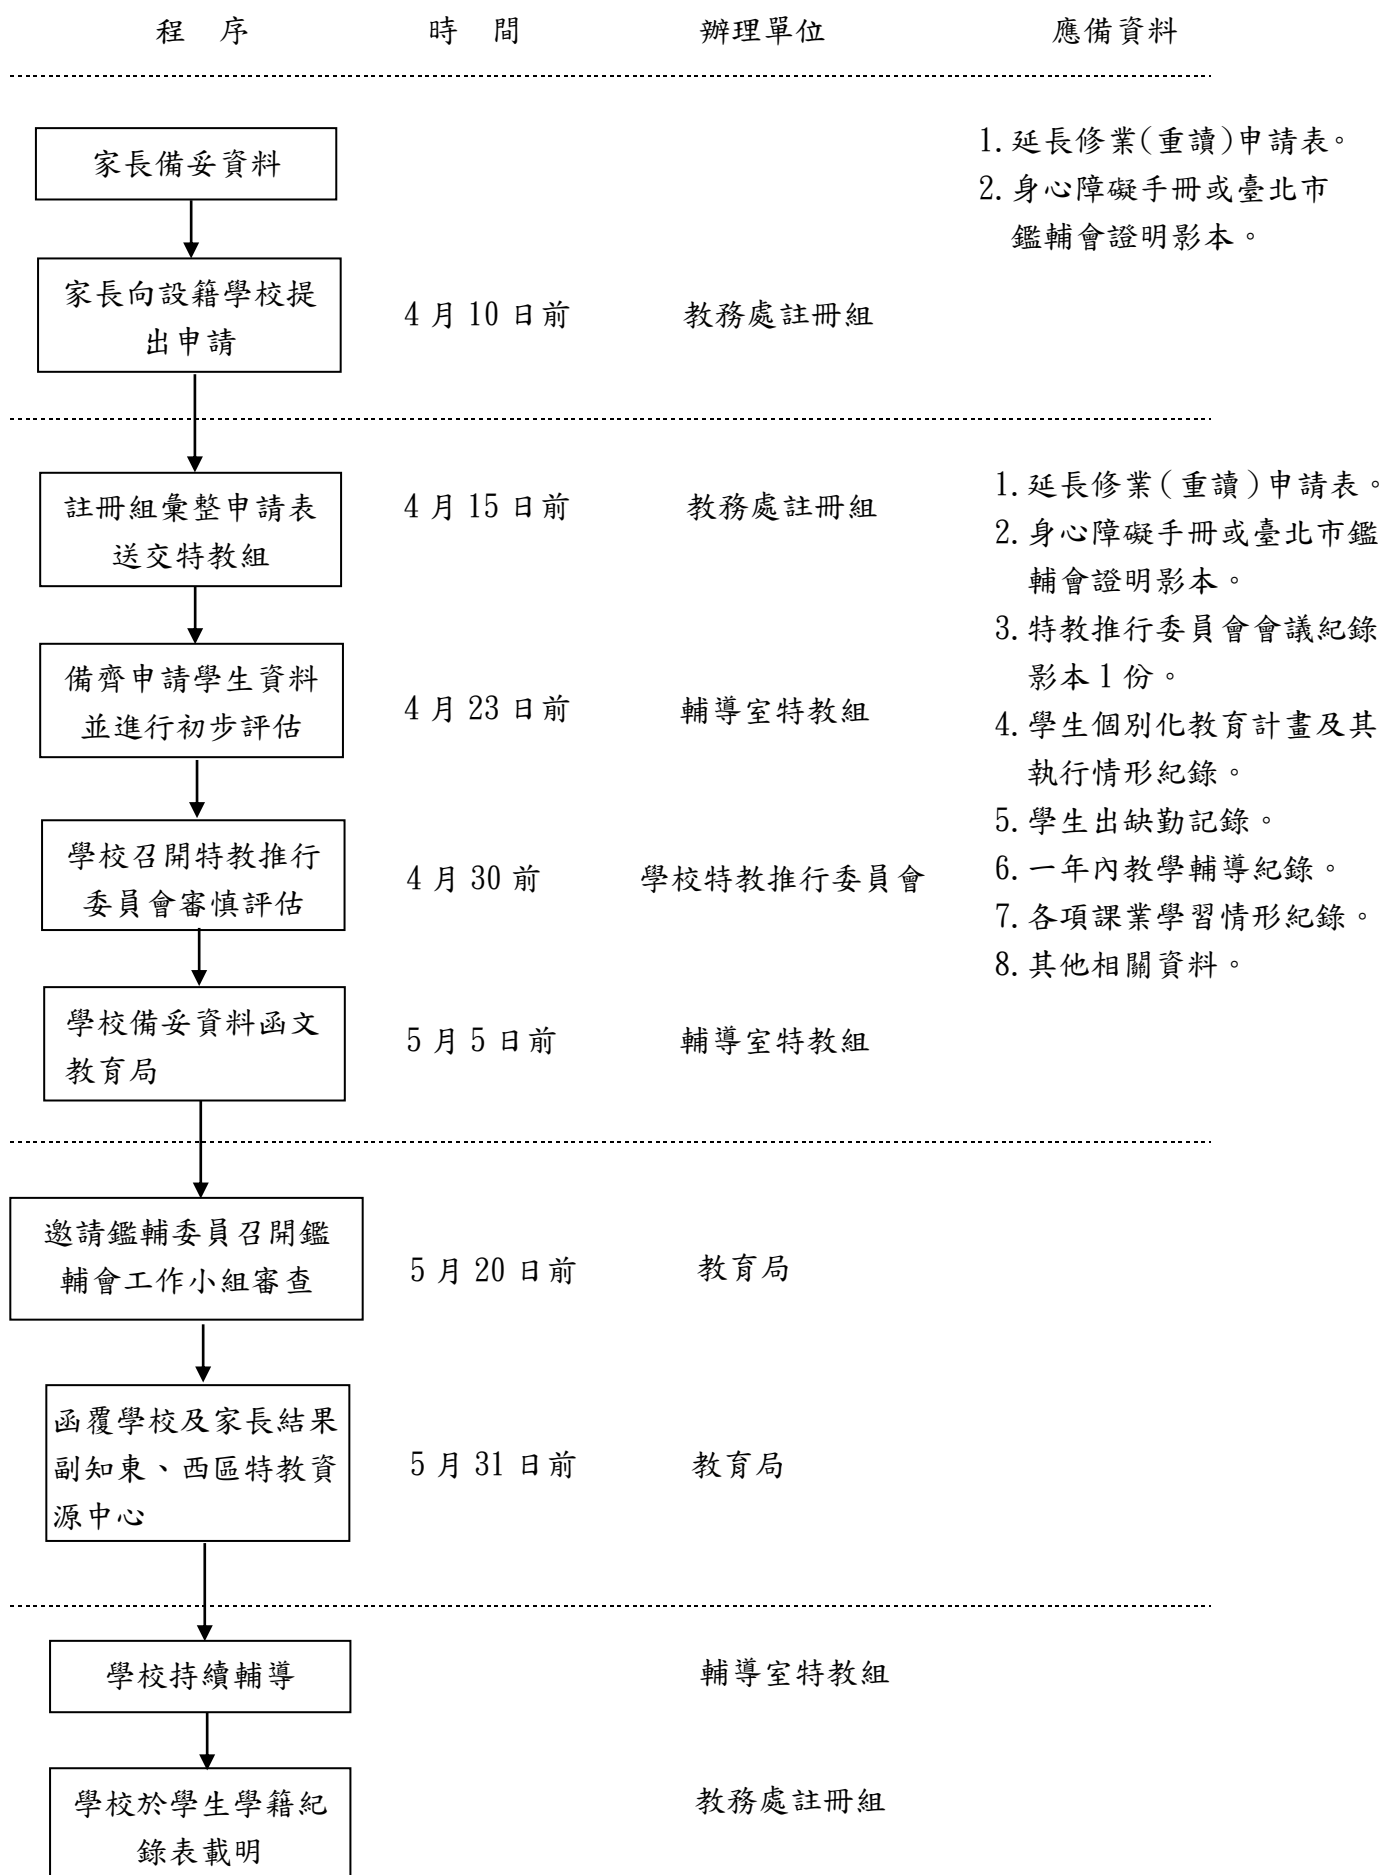 程 序 時 間 辦理單位 應備資料
家長備妥資料
1.延長修業(重讀)申請表。
2.身心障礙手冊或臺北市
鑑輔會證明影本。
家長向設籍學校提
出申請
4 月 10 日前
教務處註冊組
註冊組彙整申請表
送交特教組
4 月 15 日前
教務處註冊組
1.延長修業(重讀)申請表。
2.身心障礙手冊或臺北市鑑
輔會證明影本。
3.特教推行委員會會議紀錄
影本1份。
4.學生個別化教育計畫及其
執行情形紀錄。
5.學生出缺勤記錄。
6.一年內教學輔導紀錄。
7.各項課業學習情形紀錄。
8.其他相關資料。
備齊申請學生資料
並進行初步評估
4 月 23 日前
輔導室特教組
學校召開特教推行
委員會審慎評估
4 月 30 前
學校特教推行委員會
學校備妥資料函文
教育局
5 月 5 日前
輔導室特教組
邀請鑑輔委員召開鑑
輔會工作小組審查
5 月 20 日前
教育局
函覆學校及家長結果
副知東、西區特教資
源中心
5 月 31 日前
教育局
學校持續輔導
輔導室特教組
學校於學生學籍紀
錄表載明
教務處註冊組